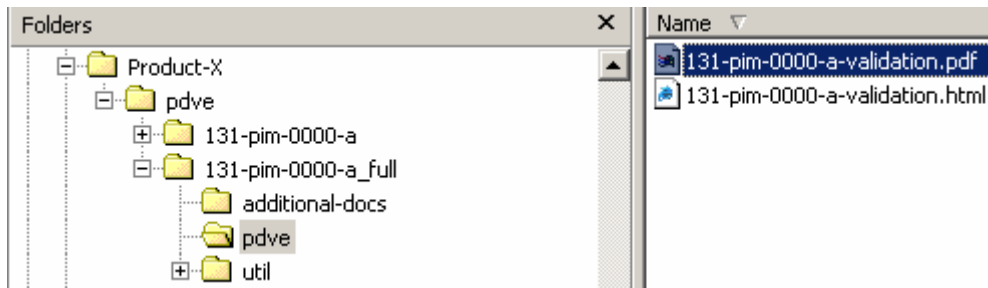 Folders
Product-X
pdve
131-pim-0000-a
131-pim-0000-a_full
additional-docs
pdve
util
Name
131-pim-0000-a-validation.pdf
131-pim-0000-a-validation.html